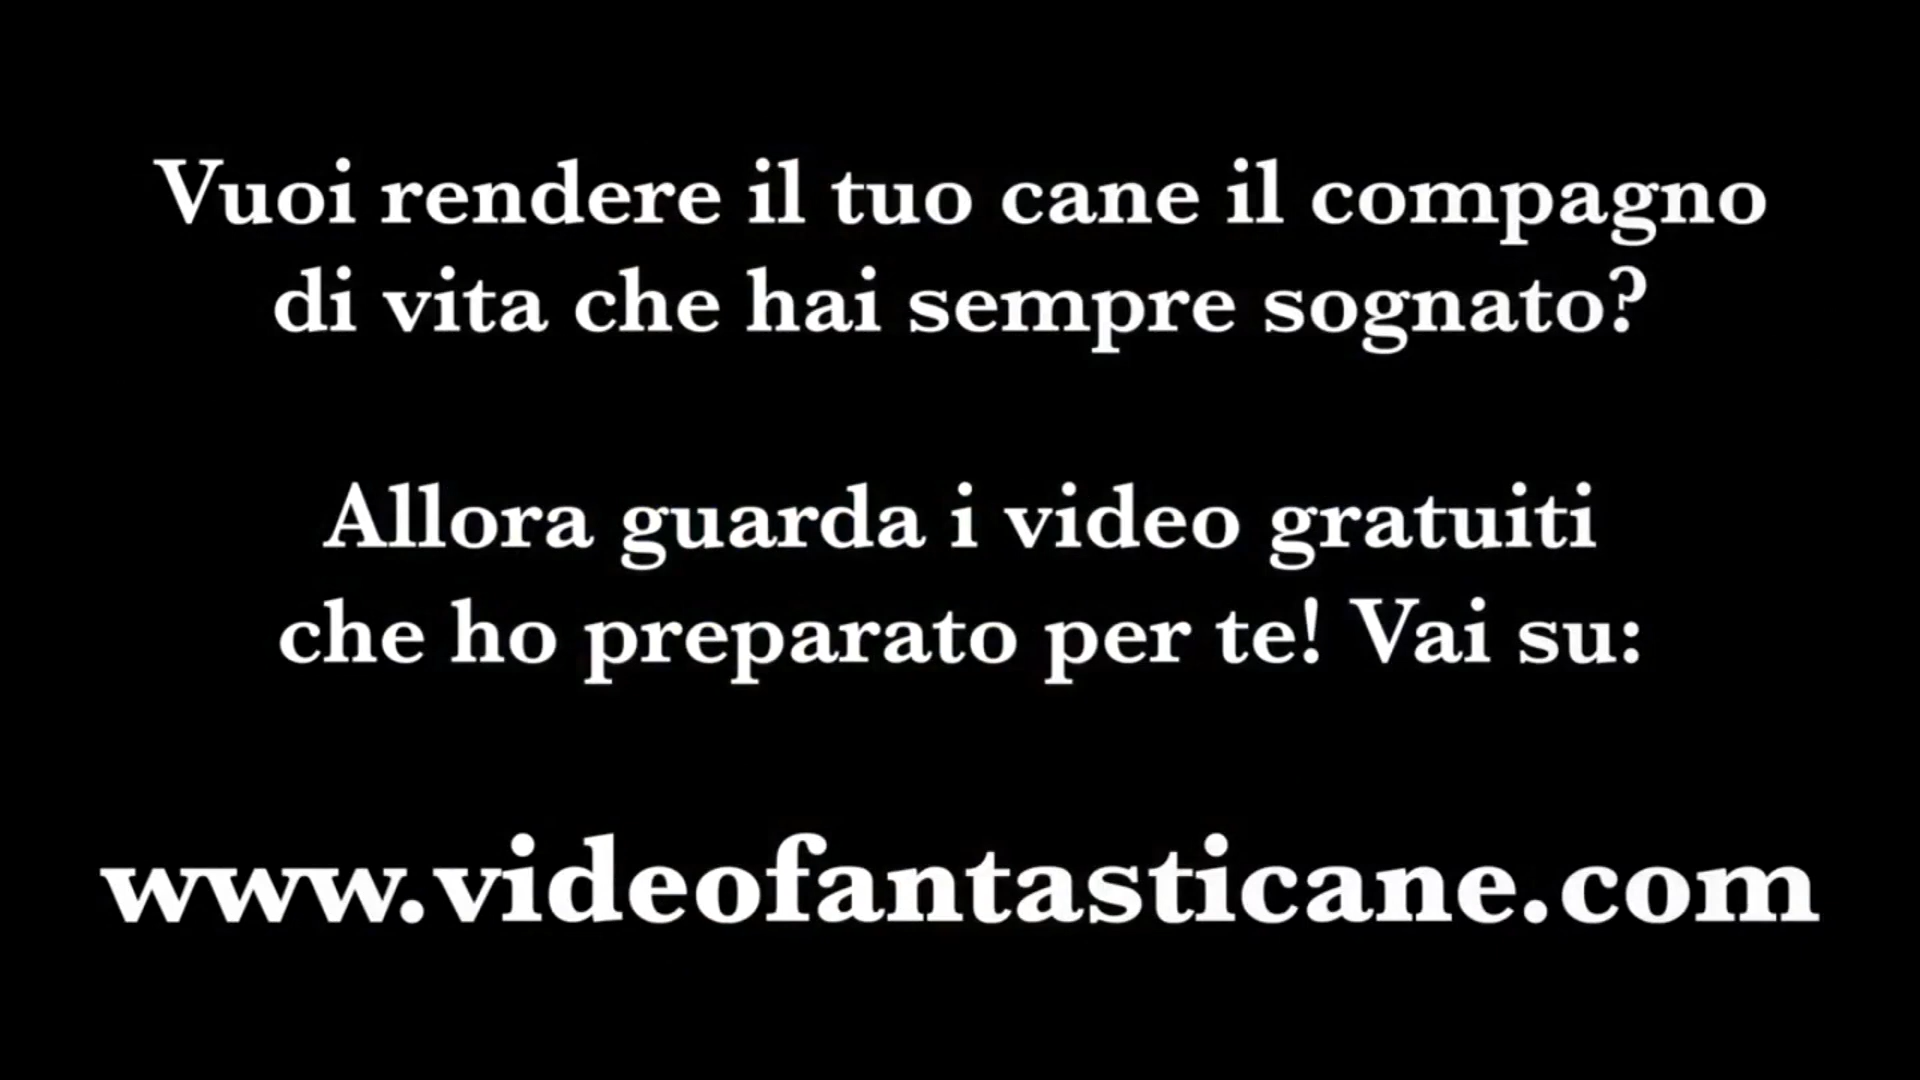 Vuoi rendere il tuo cane il compagno
di vita che hai sempre sognato?
Allora guarda i video gratuiti
che ho preparato per te! Vai su:
www.videofantasticane.com